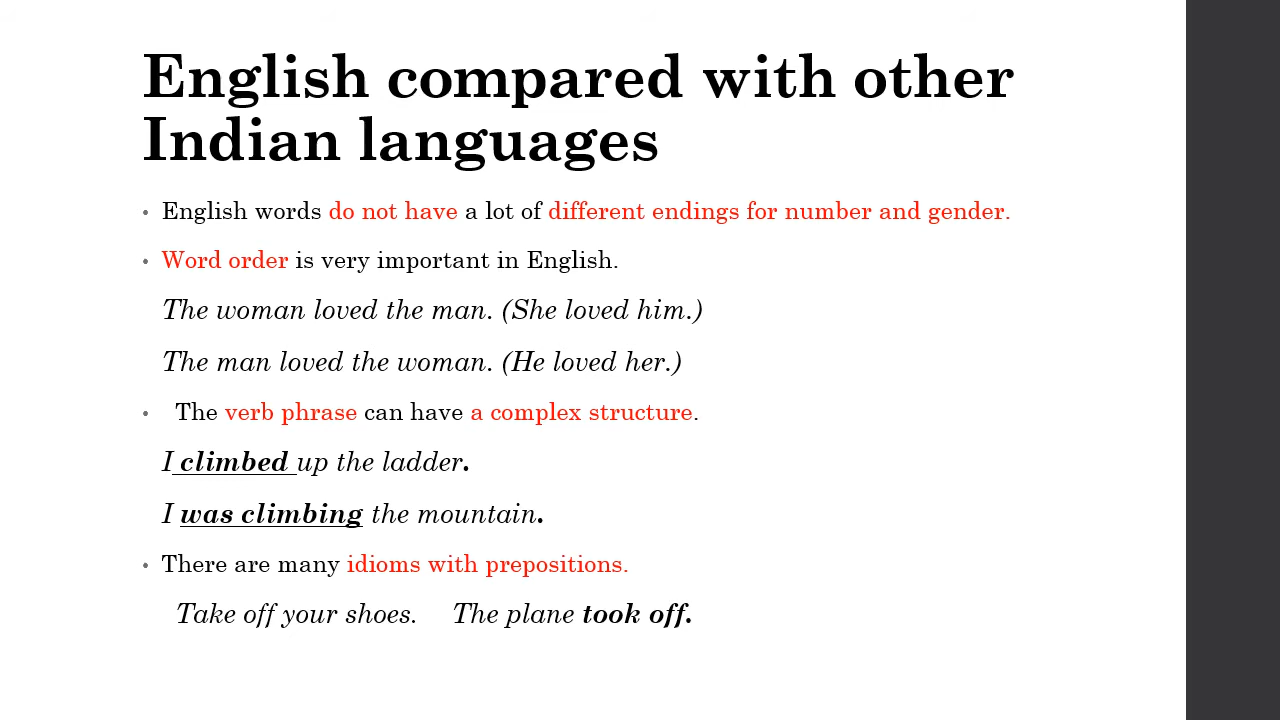 English compared with other
Indian languages
• English words do not have a lot of different endings for number and gender.
• Word order is very important in English.
The woman loved the man. (She loved him.)
The man loved the woman. (He loved her.)
• The verb phrase can have a complex structure.
I climbed up the ladder.
I was climbing the mountain.
• There are many idioms with prepositions.
Take off your shoes. The plane took off.